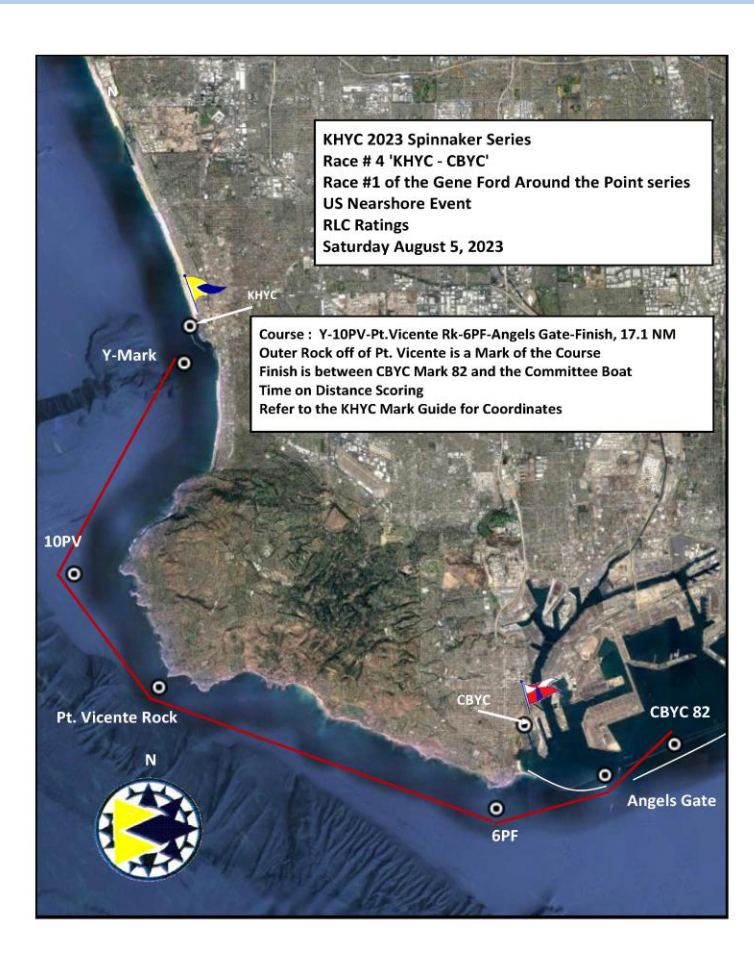 N
KHYC 2023 Spinnaker Series
Race # 4 'KHYC - CBYC'
Race #1 of the Gene Ford Around the Point series
US Nearshore Event
RLC Ratings
Saturday August 5, 2023
KHYC
Course : Y-10PV-Pt.Vicente Rk-6PF-Angels Gate-Finish, 17.1 NM
Outer Rock off of Pt. Vicente is a Mark of the Course
Finish is between CBYC Mark 82 and the Committee Boat
Time on Distance Scoring
Refer to the KHYC Mark Guide for Coordinates
Y-Mark
10PV
Pt. Vicente Rock
CBYC
CBYC 82
N
Angels Gate
6PF